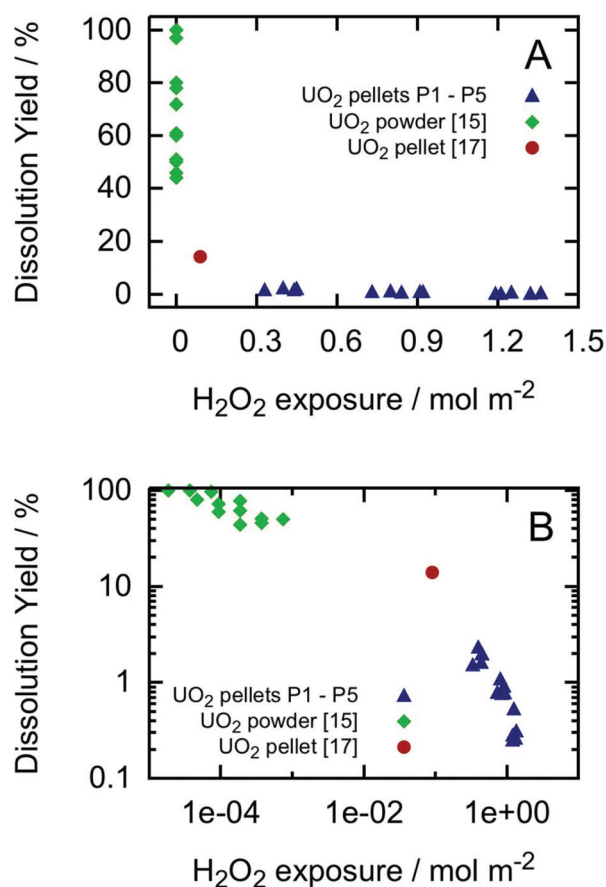 100
80
60
40
20
0
Dissolution Yield / %
A
UO₂ pellets P1 - P5
UO₂ powder [15]
UO₂ pellet [17]
0 0.3 0.6 0.9 1.2 1.5
H₂O₂ exposure / mol m⁻²
100
10
1
0.1
Dissolution Yield / %
B
UO₂ pellets P1 - P5
UO₂ powder [15]
UO₂ pellet [17]
1e-04 1e-02 1e+00
H₂O₂ exposure / mol m⁻²